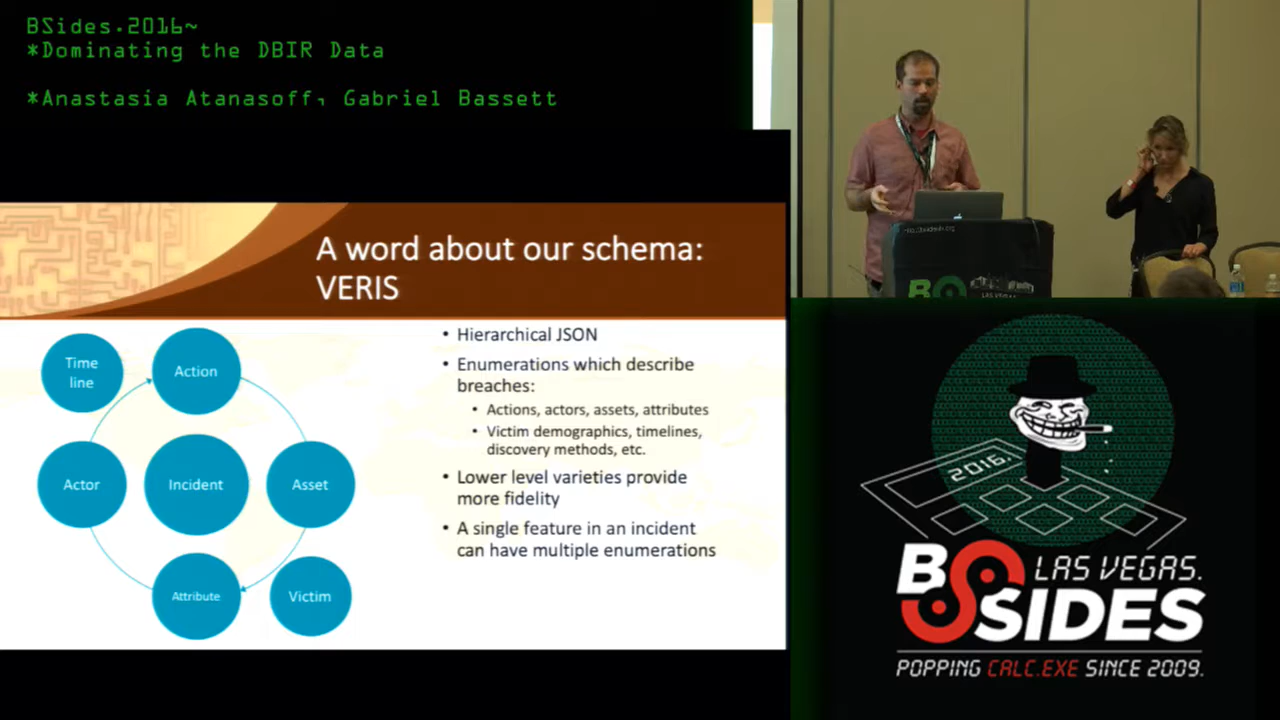 BSides.2016~
*Dominating the DBIR Data
*Anastasia Atanasoff, Gabriel Bassett
A word about our schema:
VERIS
Time
line
Action
Actor
Incident
Asset
Attribute
Victim
• Hierarchical JSON
• Enumerations which describe
breaches:
• Actions, actors, assets, attributes
• Victim demographics, timelines,
discovery methods, etc.
• Lower level varieties provide
more fidelity
• A single feature in an incident
can have multiple enumerations
BS
LAS VEGAS
2016.
BSIDES
LAS VEGAS.
POPPING CALC.EXE SINCE 2009.